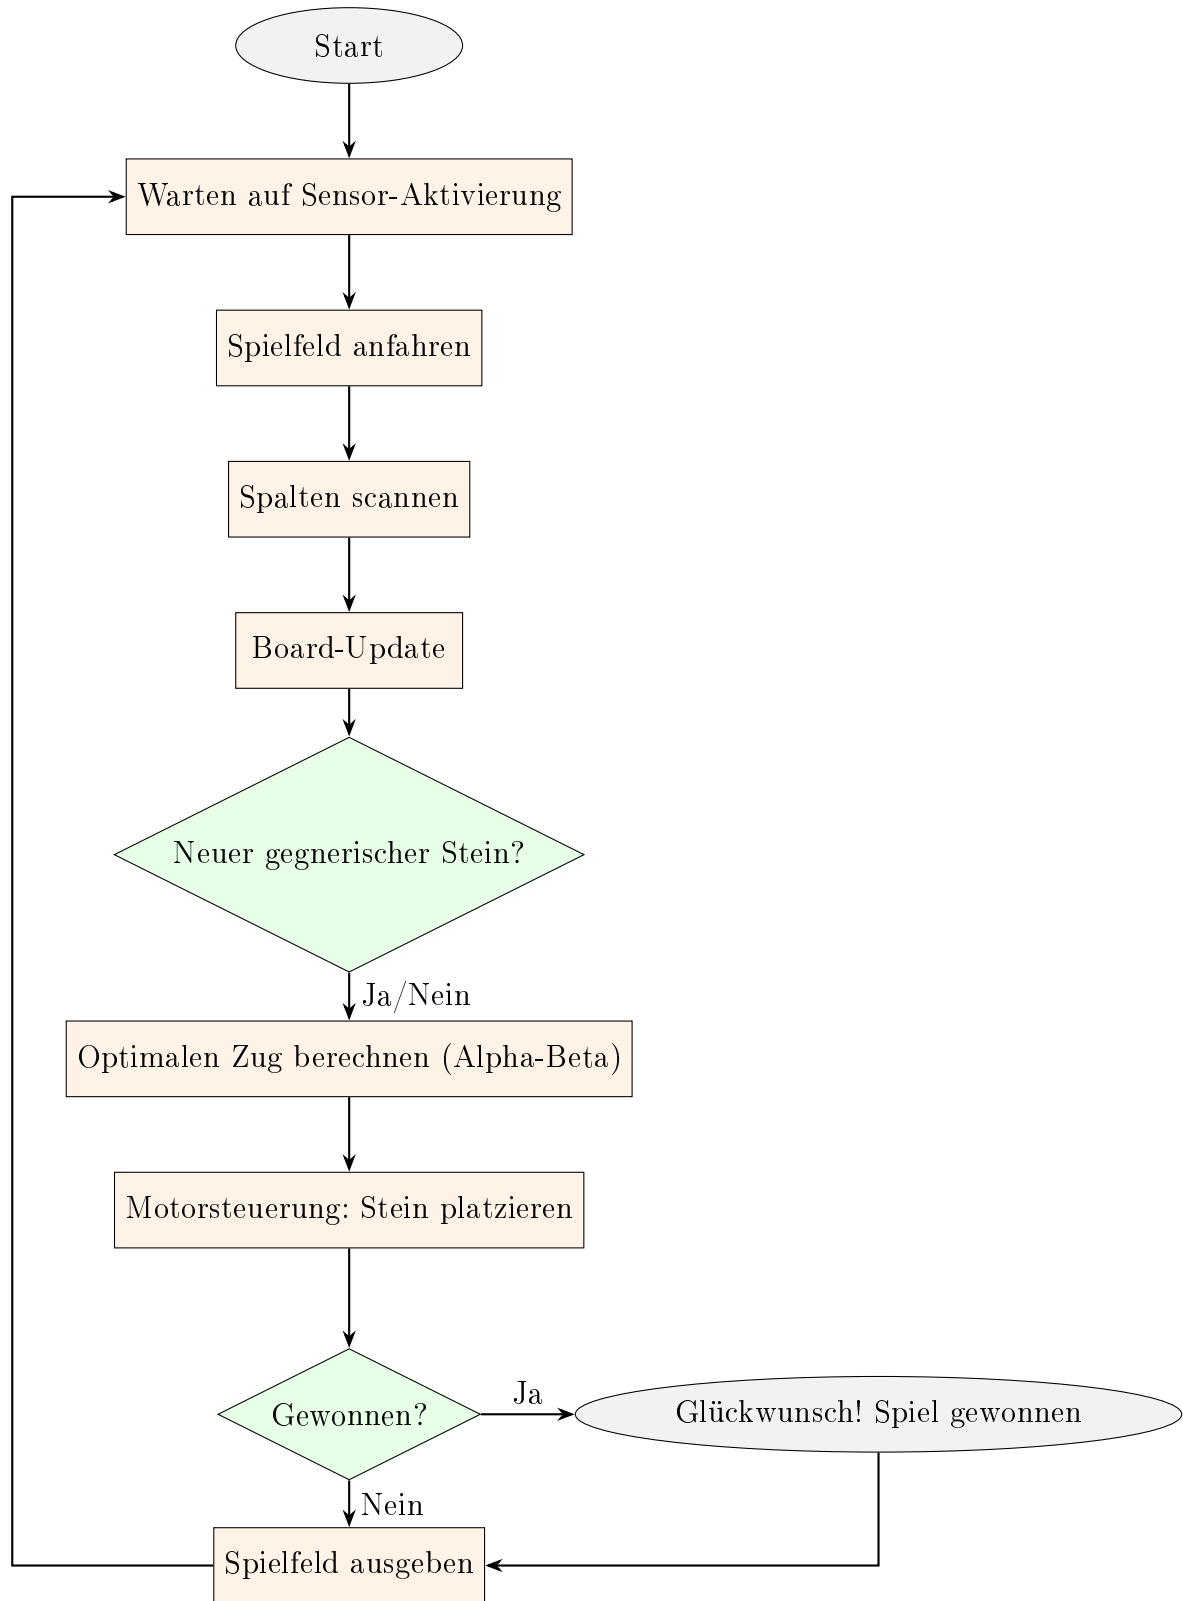 Start
Warten auf Sensor-Aktivierung
Spielfeld anfahren
Spalten scannen
Board-Update
Neuer gegnerischer Stein?
Ja/Nein
Optimalen Zug berechnen (Alpha-Beta)
Motorsteuerung: Stein platzieren
Gewonnen?
Ja
Glückwunsch! Spiel gewonnen
Nein
Spielfeld ausgeben